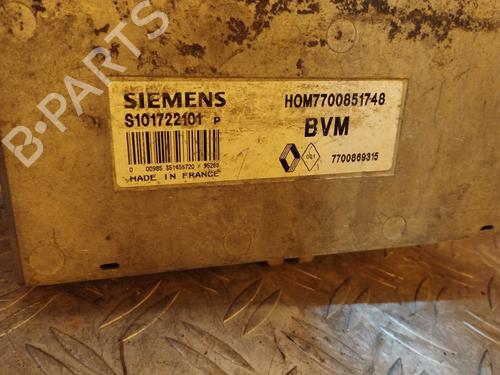 B-PARTS
SIEMENS
S101722101 P
HOM7700851748
BVM
7700869315
MADE IN FRANCE